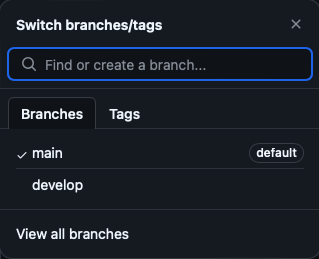 Switch branches/tags
Find or create a branch...
Branches Tags
main default
develop
View all branches